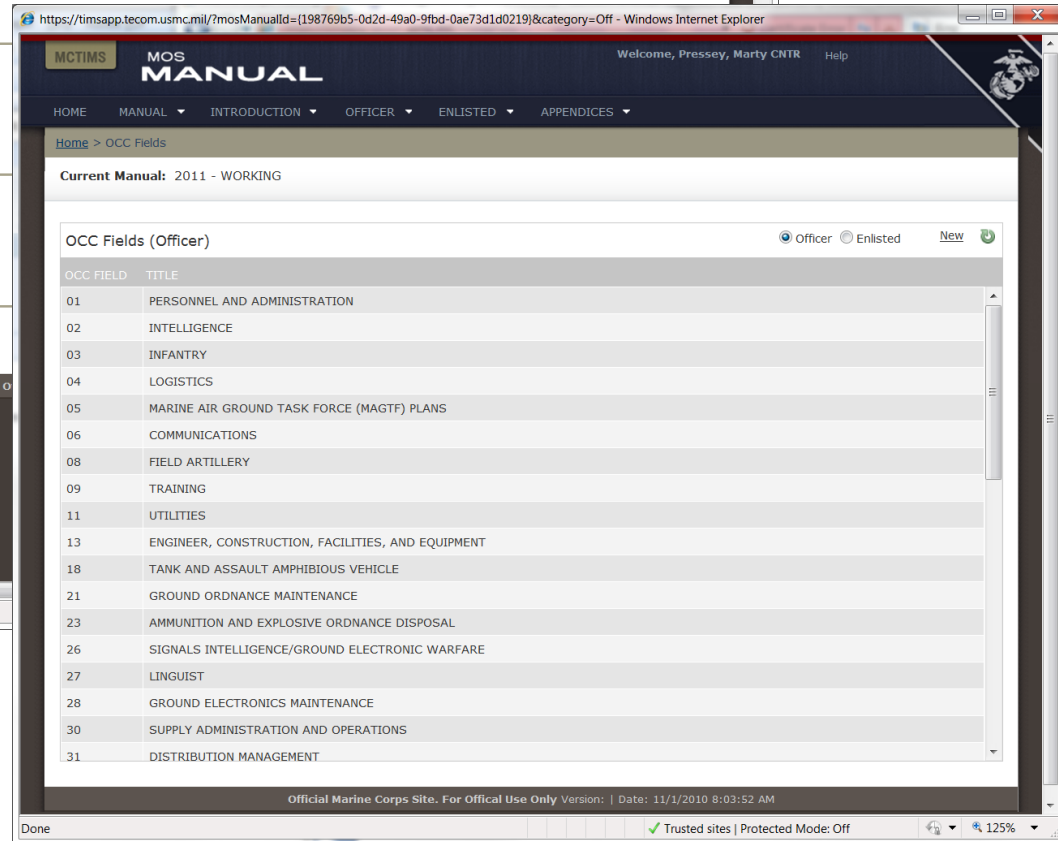 https://timsapp.tecom.usmc.mil/?mosManualId={198769b5-0d2d-49a0-9fbd-0ae73d1d0219}&category=Off - Windows Internet Explorer
MCTIMS
MOS
MANUAL
Welcome, Pressey, Marty CNTR Help
HOME MANUAL INTRODUCTION OFFICER ENLISTED APPENDICES
Home > OCC Fields
Current Manual: 2011 - WORKING
OCC Fields (Officer) Officer Enlisted New
OCC FIELD TITLE
01 PERSONNEL AND ADMINISTRATION
02 INTELLIGENCE
03 INFANTRY
04 LOGISTICS
05 MARINE AIR GROUND TASK FORCE (MAGTF) PLANS
06 COMMUNICATIONS
08 FIELD ARTILLERY
09 TRAINING
11 UTILITIES
13 ENGINEER, CONSTRUCTION, FACILITIES, AND EQUIPMENT
18 TANK AND ASSAULT AMPHIBIOUS VEHICLE
21 GROUND ORDNANCE MAINTENANCE
23 AMMUNITION AND EXPLOSIVE ORDNANCE DISPOSAL
26 SIGNALS INTELLIGENCE/GROUND ELECTRONIC WARFARE
27 LINGUIST
28 GROUND ELECTRONICS MAINTENANCE
30 SUPPLY ADMINISTRATION AND OPERATIONS
31 DISTRIBUTION MANAGEMENT
Official Marine Corps Site. For Offical Use Only Version: | Date: 11/1/2010 8:03:52 AM
Done Trusted sites | Protected Mode: Off 125%